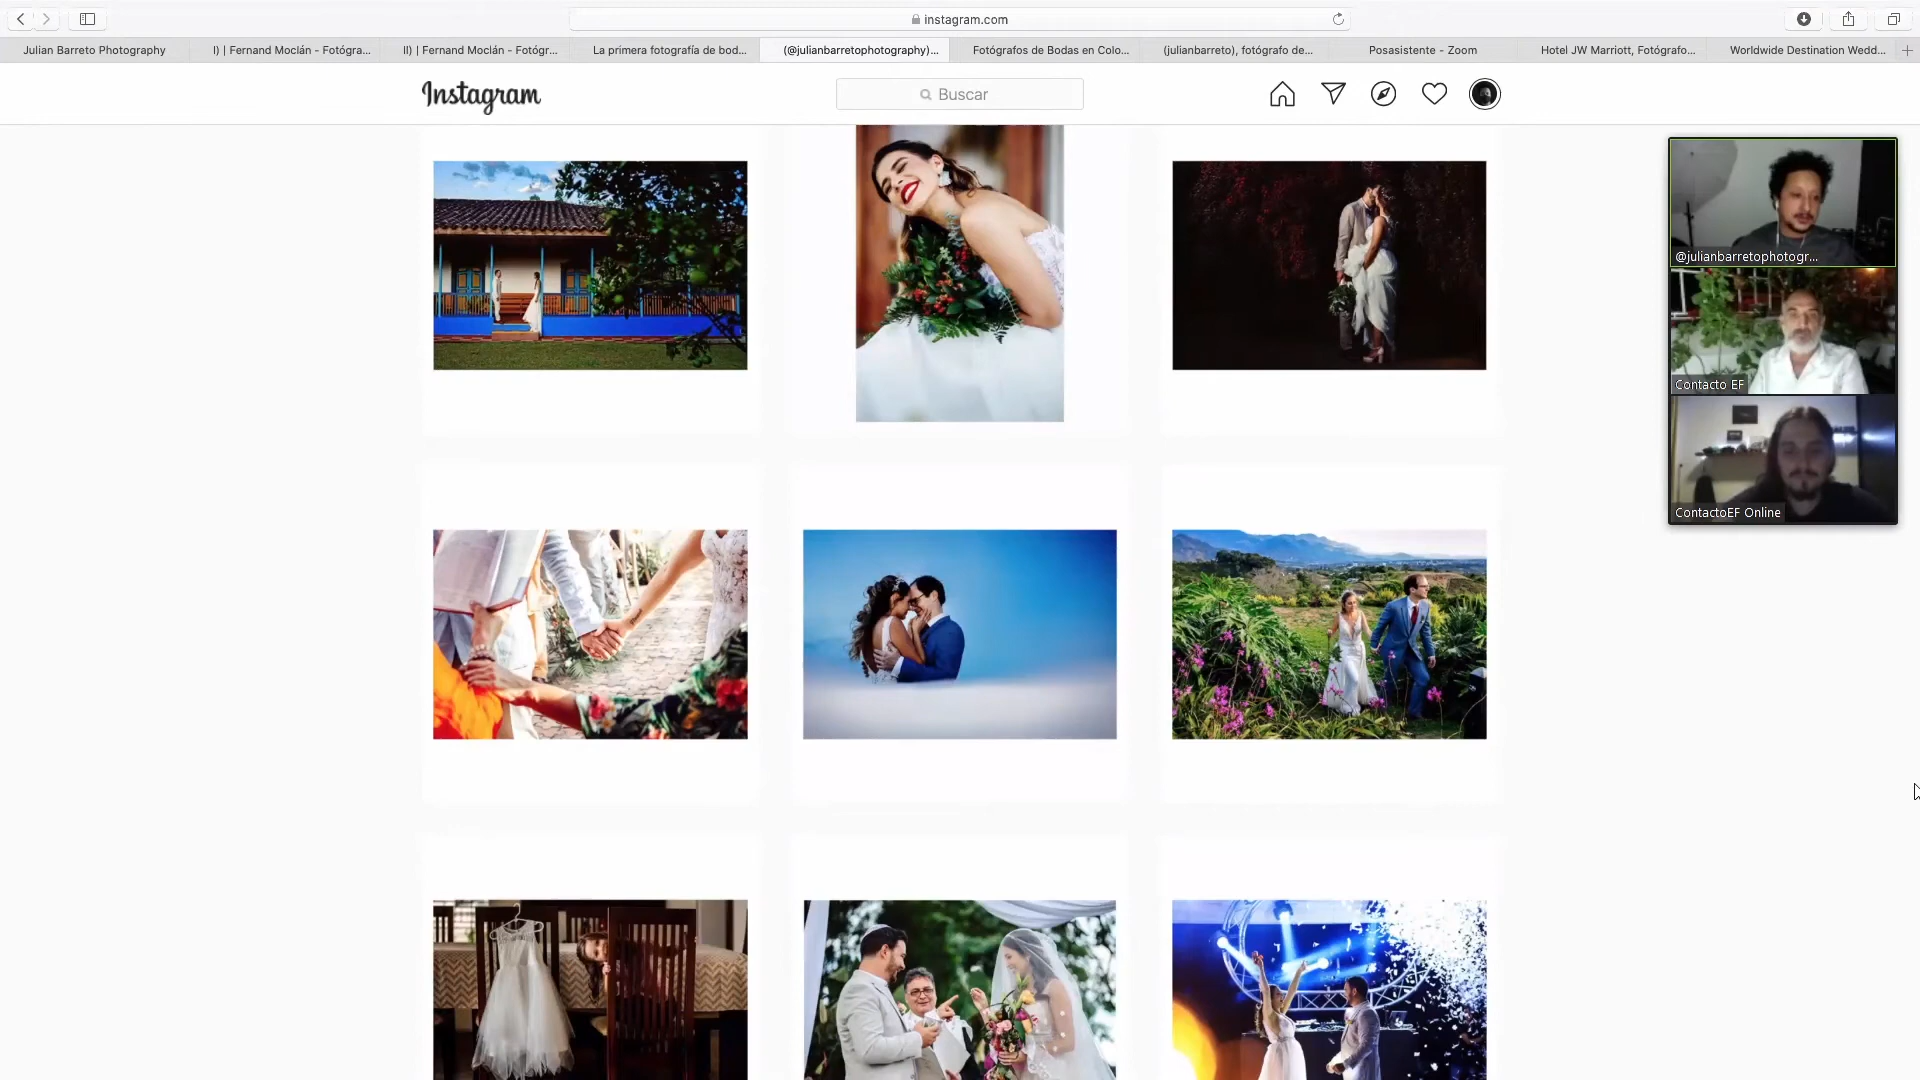 instagram.com
Julian Barreto Photography
I) | Fernand Moclán - Fotógra...
II) | Fernand Moclán - Fotógr...
La primera fotografía de bod...
(@julianbarretophotography)...
Fotógrafos de Bodas en Colo...
(julianbarreto), fotógrafo de...
Posasistente - Zoom
Hotel JW Marriott, Fotógrafo...
Worldwide Destination Wedd...
Instagram
Buscar
@julianbarretophotogr...
Contacto EF
ContactoEF Online